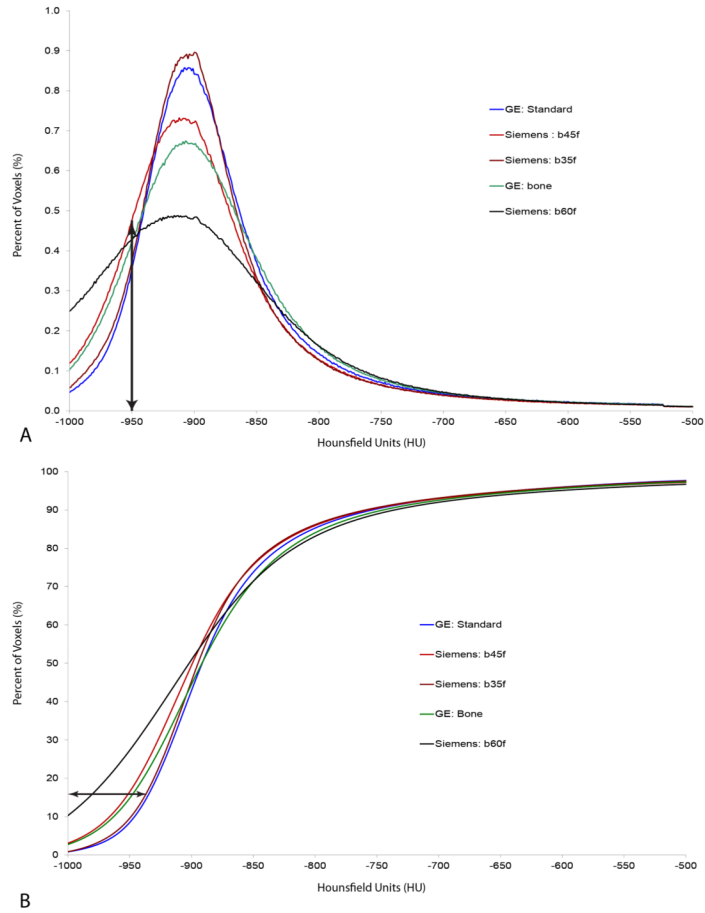 1.0
0.9
0.8
0.7
0.6
0.5
0.4
0.3
0.2
0.1
0.0
Percent of Voxels (%)
GE: Standard
Siemens : b45f
Siemens: b35f
GE: bone
Siemens: b60f
-1000 -950 -900 -850 -800 -750 -700 -650 -600 -550 -500
Hounsfield Units (HU)
A
100
90
80
70
60
50
40
30
20
10
0
Percent of Voxels (%)
GE: Standard
Siemens: b45f
Siemens: b35f
GE: Bone
Siemens: b60f
-1000 -950 -900 -850 -800 -750 -700 -650 -600 -550 -500
Hounsfield Units (HU)
B